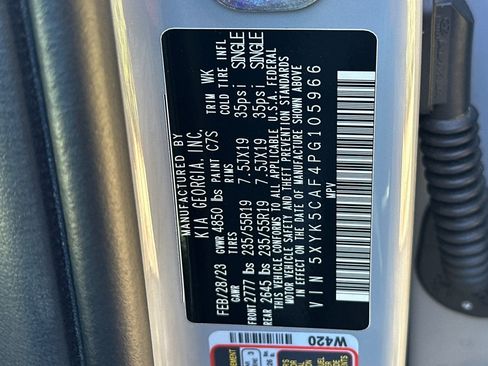 MANUFACTURED BY
KIA GEORGIA, INC.
FEB/28/23 GVWR 4850 lbs PAINT C7S TRIM WK
GAWR TIRES RIMS COLD TIRE INFL
FRONT 2777 lbs 235/55R19 7.5JX19 35psi SINGLE
REAR 2645 lbs 235/55R19 7.5JX19 35psi SINGLE
THIS VEHICLE CONFORMS TO ALL APPLICABLE U.S.A. FEDERAL
MOTOR VEHICLE SAFETY AND THEFT PREVENTION STANDARDS
IN EFFECT ON THE DATE OF MANUFACTURE SHOWN ABOVE
VIN 5XYK5CAF4PG105966
MPV
W420